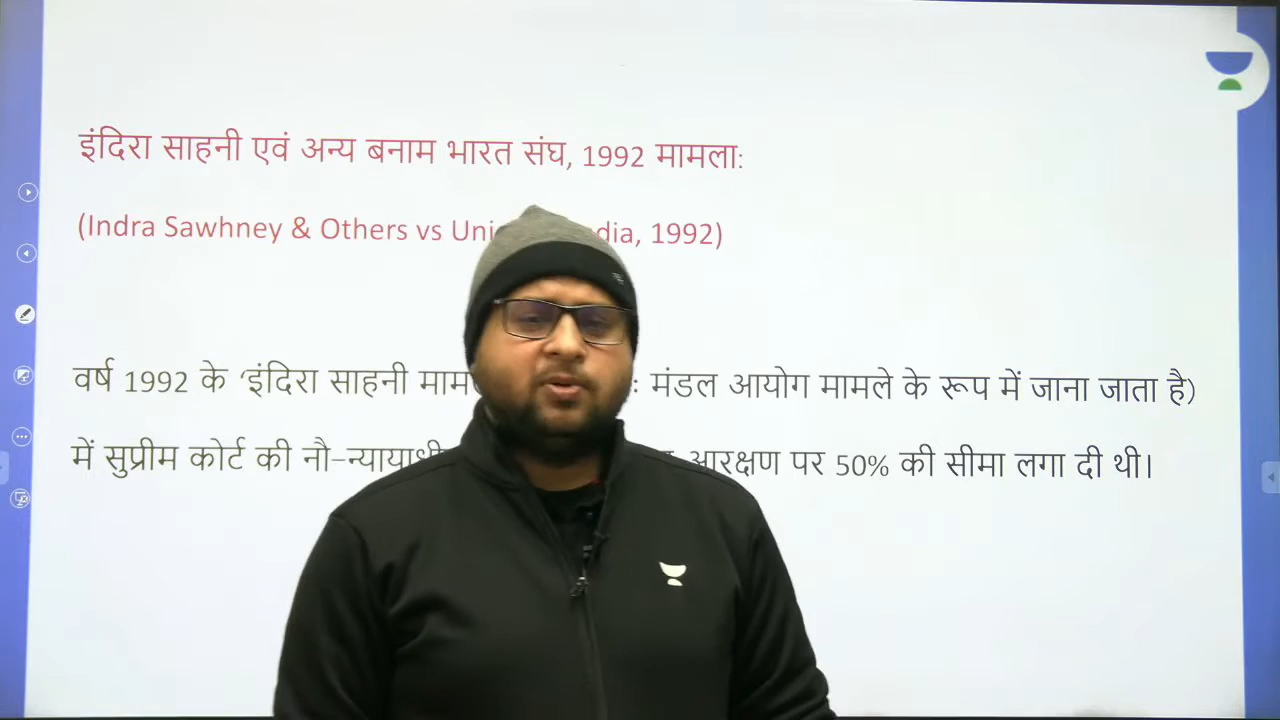 इंदिरा साहनी एवं अन्य बनाम भारत संघ, 1992 मामला:
(Indra Sawhney & Others vs dia, 1992)
वर्ष 1992 के ‘इंदिरा साहनी : मंडल आयोग मामले के रूप में जाना जाता है)
में सुप्रीम कोर्ट की आरक्षण पर 50% की सीमा लगा दी थी।